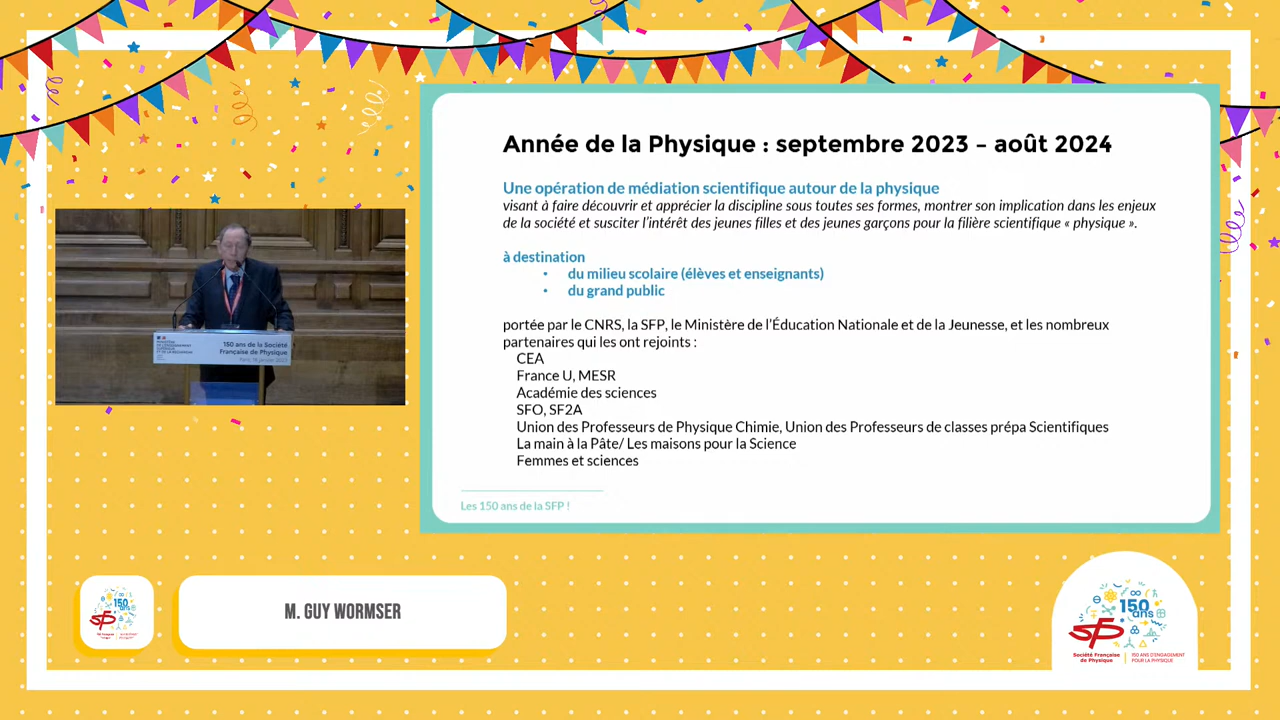 Année de la Physique : septembre 2023 – août 2024
Une opération de médiation scientifique autour de la physique
visant à faire découvrir et apprécier la discipline sous toutes ses formes, montrer son implication dans les enjeux
de la société et susciter l'intérêt des jeunes filles et des jeunes garçons pour la filière scientifique « physique ».
à destination
• du milieu scolaire (élèves et enseignants)
• du grand public
portée par le CNRS, la SFP, le Ministère de l'Éducation Nationale et de la Jeunesse, et les nombreux
partenaires qui les ont rejoints :
CEA
France U, MESR
Académie des sciences
SFO, SF2A
Union des Professeurs de Physique Chimie, Union des Professeurs de classes prépa Scientifiques
La main à la Pâte/ Les maisons pour la Science
Femmes et sciences
Les 150 ans de la SFP !
150 ans de la Société
Française de Physique
M. GUY WORMSER
150
ans
sfp
150
ans
sfp
Société Française
de Physique
150 ANS D'ENGAGEMENT
POUR LA PHYSIQUE